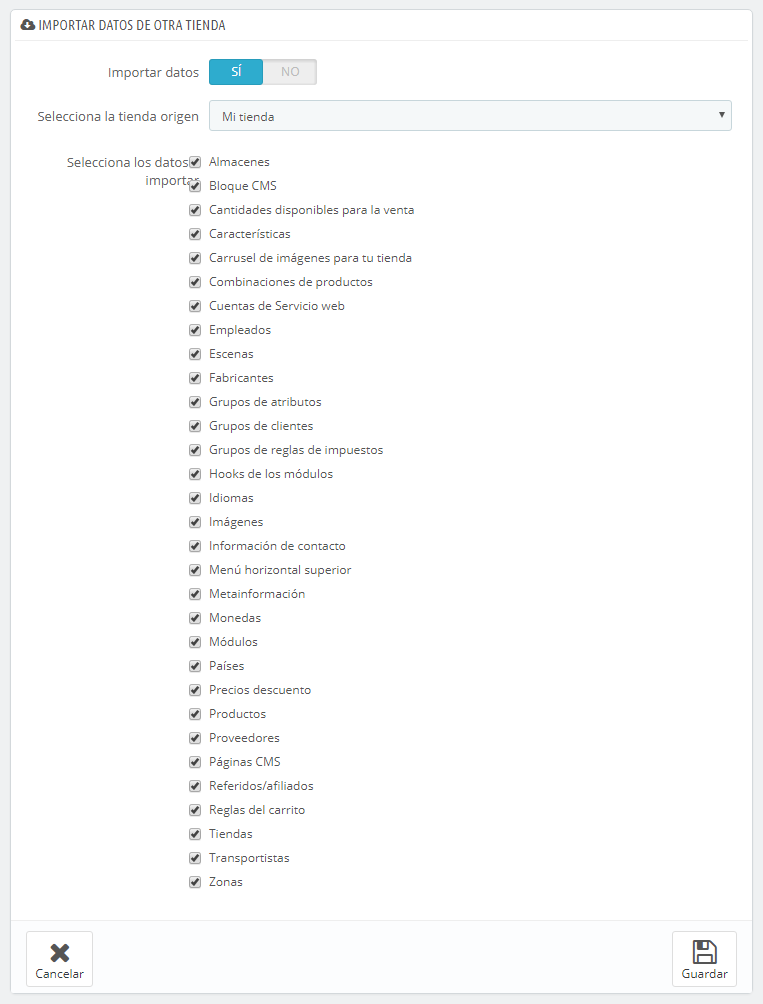 IMPORTAR DATOS DE OTRA TIENDA
Importar datos SÍ NO
Selecciona la tienda origen Mi tienda
Selecciona los datos
importar
Almacenes
Bloque CMS
Cantidades disponibles para la venta
Características
Carrusel de imágenes para tu tienda
Combinaciones de productos
Cuentas de Servicio web
Empleados
Escenas
Fabricantes
Grupos de atributos
Grupos de clientes
Grupos de reglas de impuestos
Hooks de los módulos
Idiomas
Imágenes
Información de contacto
Menú horizontal superior
Metainformación
Monedas
Módulos
Países
Precios descuento
Productos
Proveedores
Páginas CMS
Referidos/afiliados
Reglas del carrito
Tiendas
Transportistas
Zonas
Cancelar Guardar